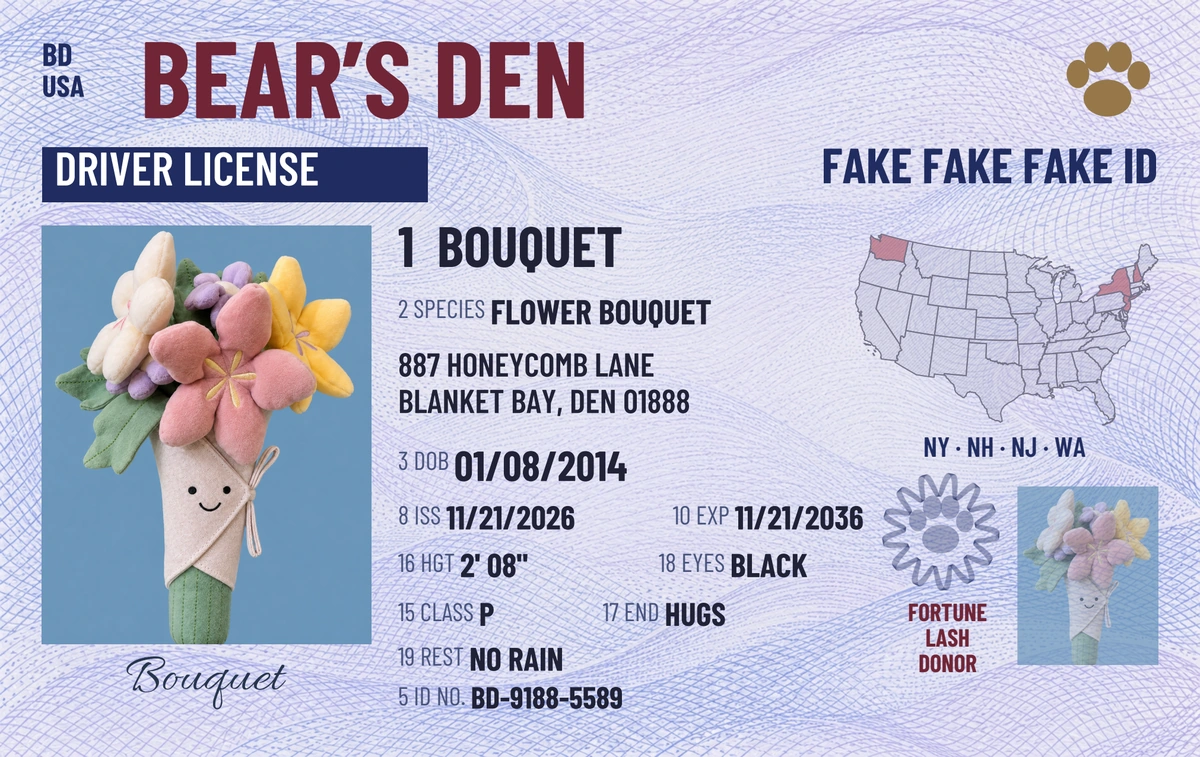 BD
USA
BEAR’S DEN
DRIVER LICENSE
FAKE FAKE FAKE ID
1 BOUQUET
2 SPECIES FLOWER BOUQUET
887 HONEYCOMB LANE
BLANKET BAY, DEN 01888
3 DOB 01/08/2014
8 ISS 11/21/2026
10 EXP 11/21/2036
16 HGT 2' 08"
18 EYES BLACK
15 CLASS P
17 END HUGS
19 REST NO RAIN
5 ID NO. BD-9188-5589
Bouquet
NY · NH · NJ · WA
FORTUNE
LASH
DONOR